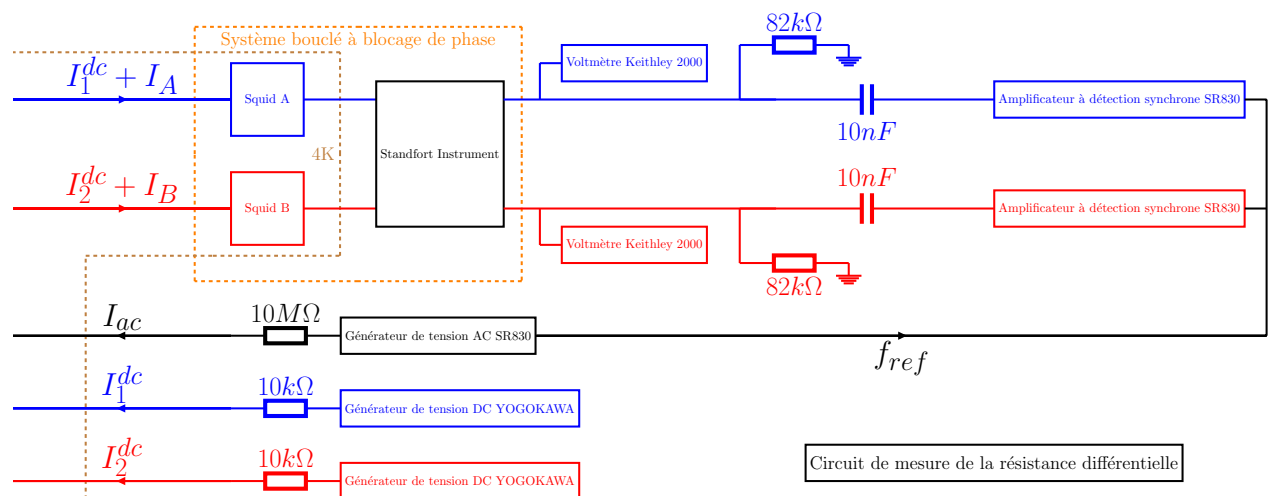 82kΩ
Système bouclé à blocage de phase
Voltmètre Keithley 2000
I_1^{dc} + I_A
Squid A
Amplificateur à détection synchrone SR830
10nF
4K
Standfort Instrument
10nF
I_2^{dc} + I_B
Squid B
Amplificateur à détection synchrone SR830
Voltmètre Keithley 2000
82kΩ
I_{ac}
10MΩ
Générateur de tension AC SR830
f_{ref}
I_1^{dc}
10kΩ
Générateur de tension DC YOGOKAWA
I_2^{dc}
10kΩ
Générateur de tension DC YOGOKAWA
Circuit de mesure de la résistance différentielle